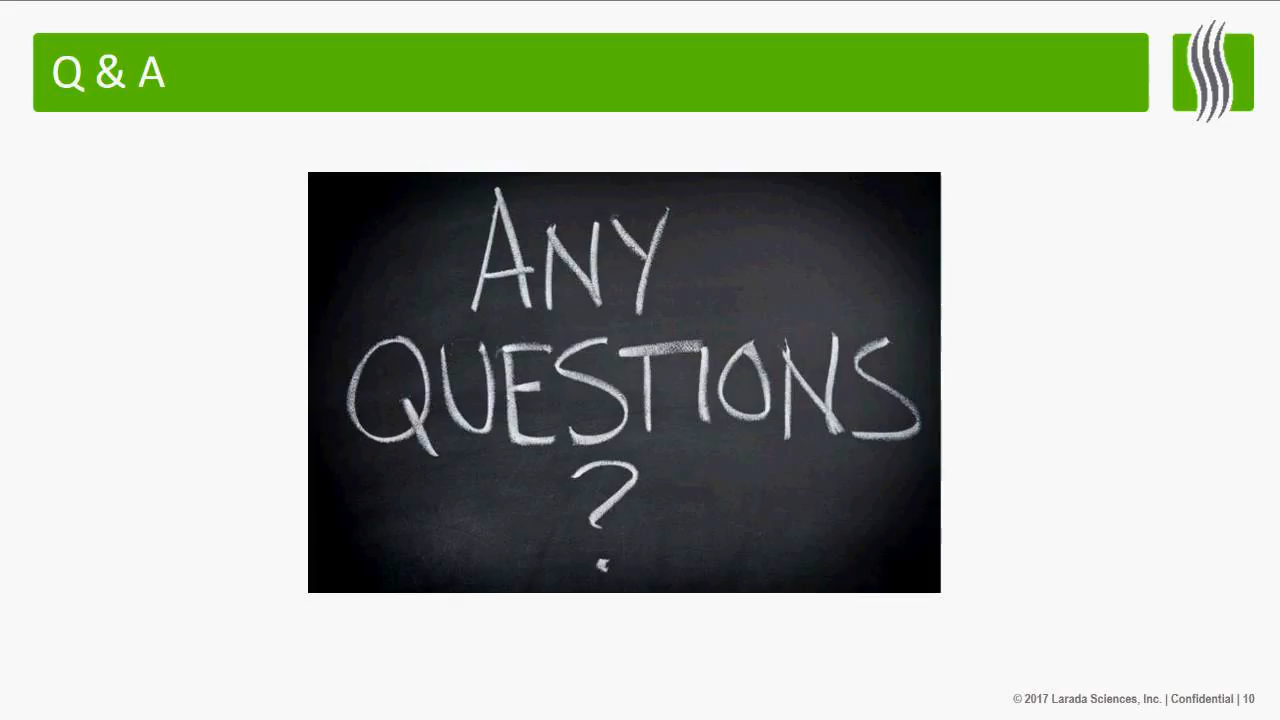 Q & A
ANY
QUESTIONS
?
© 2017 Larada Sciences, Inc. | Confidential | 10